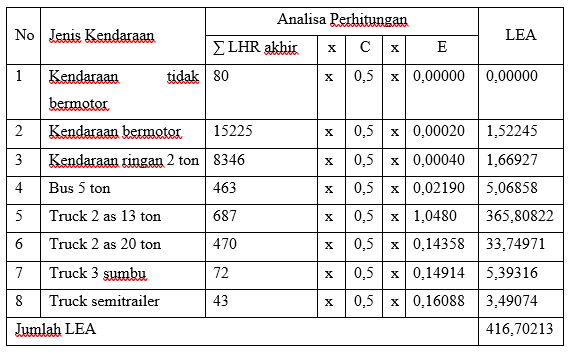 No Jenis Kendaraan Analisa Perhitungan LEA
∑ LHR akhir x C x E
1 Kendaraan tidak bermotor 80 x 0,5 x 0,00000 0,00000
2 Kendaraan bermotor 15225 x 0,5 x 0,00020 1,52245
3 Kendaraan ringan 2 ton 8346 x 0,5 x 0,00040 1,66927
4 Bus 5 ton 463 x 0,5 x 0,02190 5,06858
5 Truck 2 as 13 ton 687 x 0,5 x 1,0480 365,80822
6 Truck 2 as 20 ton 470 x 0,5 x 0,14358 33,74971
7 Truck 3 sumbu 72 x 0,5 x 0,14914 5,39316
8 Truck semitrailer 43 x 0,5 x 0,16088 3,49074
Jumlah LEA 416,70213